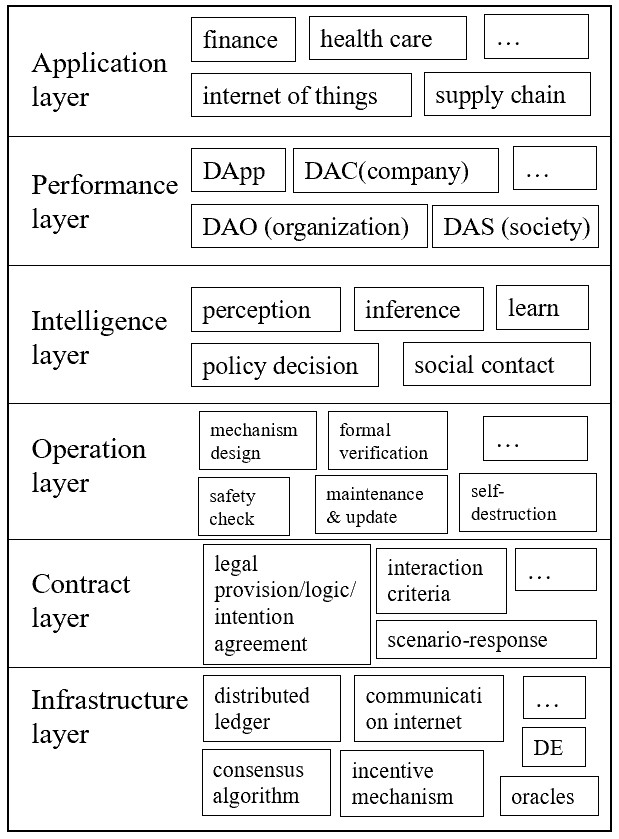 Application
layer
finance
health care
…
internet of things
supply chain
Performance
layer
DApp
DAC(company)
…
DAO (organization)
DAS (society)
Intelligence
layer
perception
inference
learn
policy decision
social contact
Operation
layer
mechanism
design
formal
verification
…
safety
check
maintenance
& update
self-
destruction
Contract
layer
legal
provision/logic/
intention
agreement
interaction
criteria
…
scenario-response
Infrastructure
layer
distributed
ledger
communicati
on internet
…
DE
consensus
algorithm
incentive
mechanism
oracles